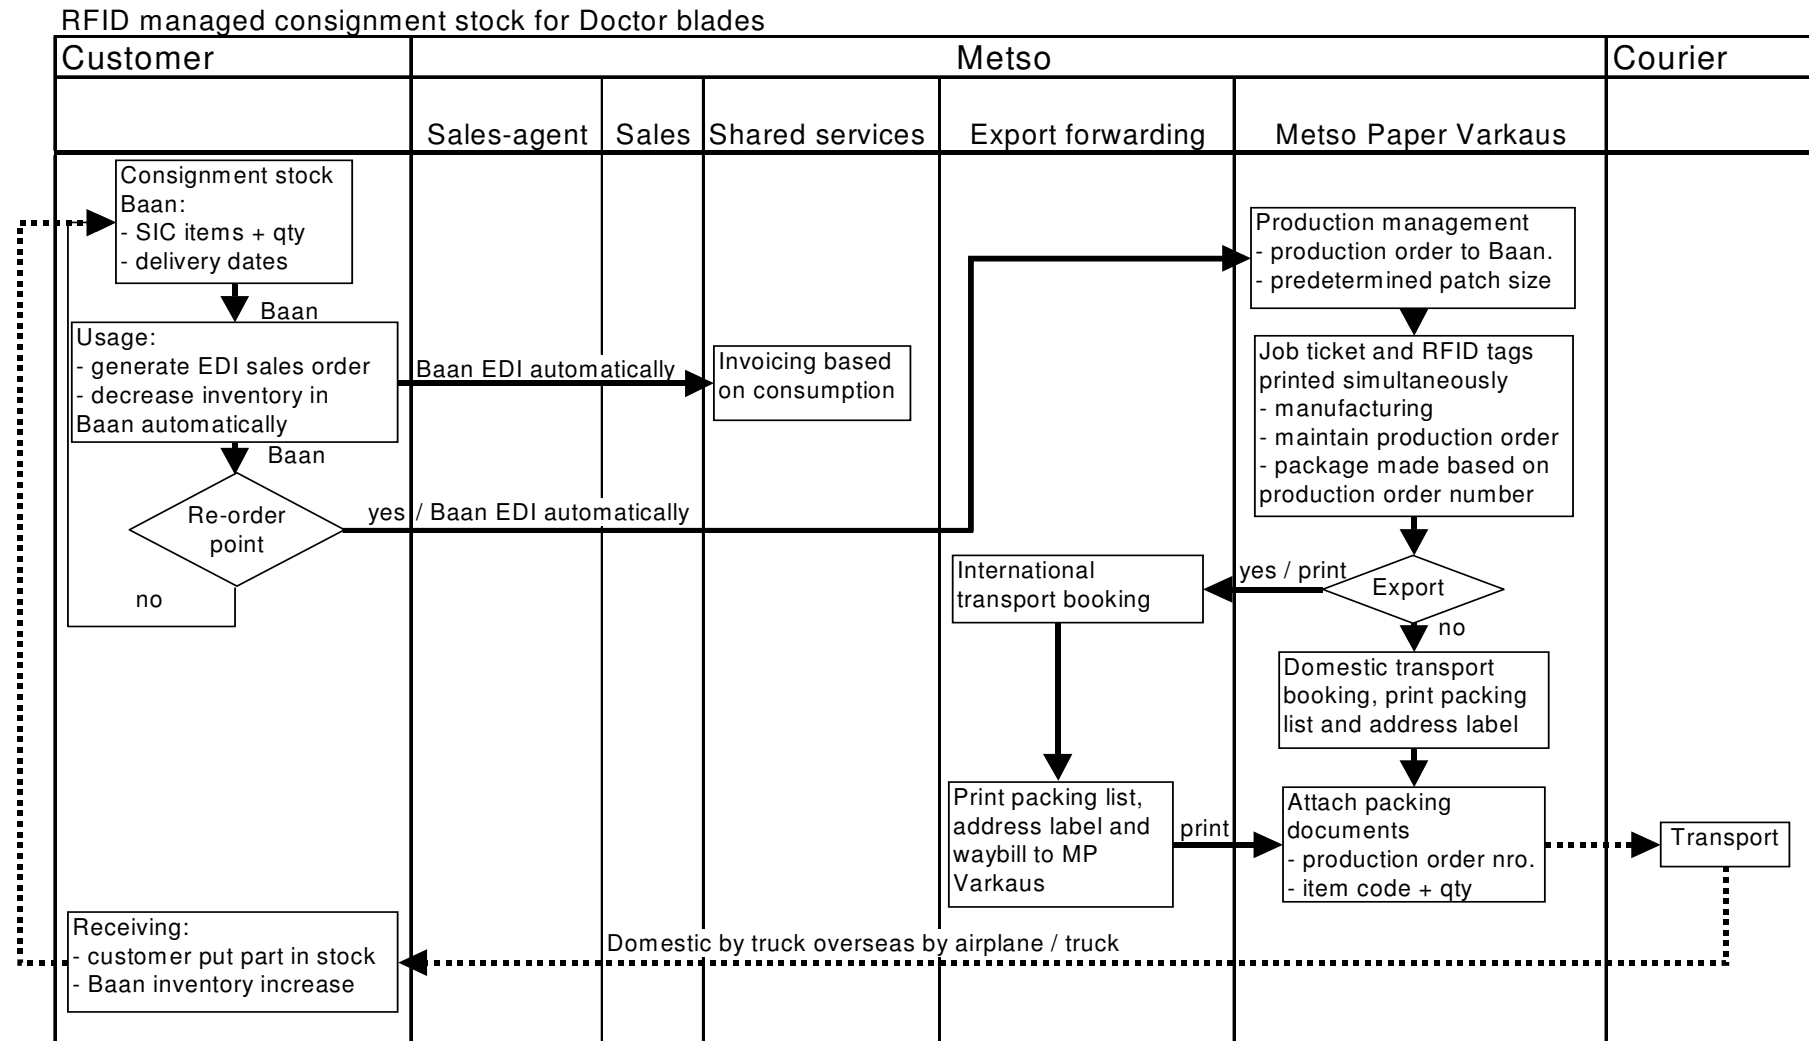 RFID managed consignment stock for Doctor blades
Customer
Metso
Courier
Sales-agent
Sales
Shared services
Export forwarding
Metso Paper Varkaus
Consignment stock
Baan:
- SIC items + qty
- delivery dates
Baan
Usage:
- generate EDI sales order
- decrease inventory in
Baan automatically
Baan EDI automatically
Invoicing based
on consumption
Baan
Re-order
point
yes / Baan EDI automatically
no
Production management
- production order to Baan.
- predetermined patch size
Job ticket and RFID tags
printed simultaneously
- manufacturing
- maintain production order
- package made based on
production order number
Export
yes / print
International
transport booking
no
Domestic transport
booking, print packing
list and address label
Print packing list,
address label and
waybill to MP
Varkaus
print
Attach packing
documents
- production order nro.
- item code + qty
Transport
Domestic by truck overseas by airplane / truck
Receiving:
- customer put part in stock
- Baan inventory increase